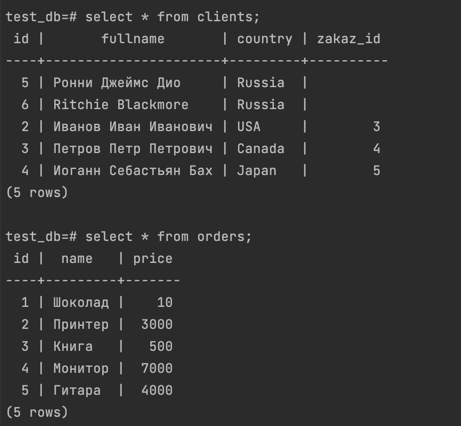 test_db=# select * from clients;
 id |       fullname       | country | zakaz_id
----+----------------------+---------+----------
  5 | Ронни Джеймс Дио     | Russia  |
  6 | Ritchie Blackmore    | Russia  |
  2 | Иванов Иван Иванович | USA     |        3
  3 | Петров Петр Петрович | Canada  |        4
  4 | Иоганн Себастьян Бах | Japan   |        5
(5 rows)

test_db=# select * from orders;
 id |  name   | price
----+---------+-------
  1 | Шоколад |    10
  2 | Принтер |  3000
  3 | Книга   |   500
  4 | Монитор |  7000
  5 | Гитара  |  4000
(5 rows)